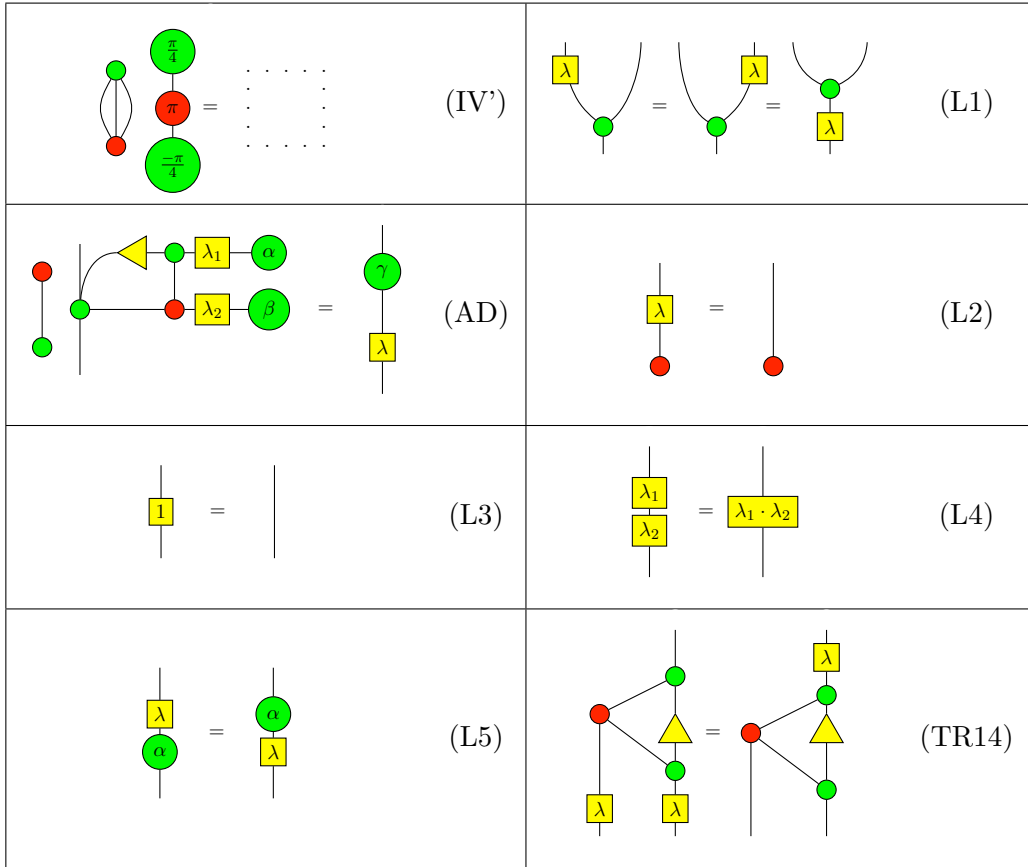 π/4
π
=
-π/4
(IV')
λ
λ
=
=
λ
(L1)
λ₁ α
λ₂ β
=
γ
λ
(AD)
λ
=
(L2)
1
=
(L3)
λ₁
λ₂
=
λ₁ · λ₂
(L4)
λ
α
=
α
λ
(L5)
λ
=
λ λ
(TR14)